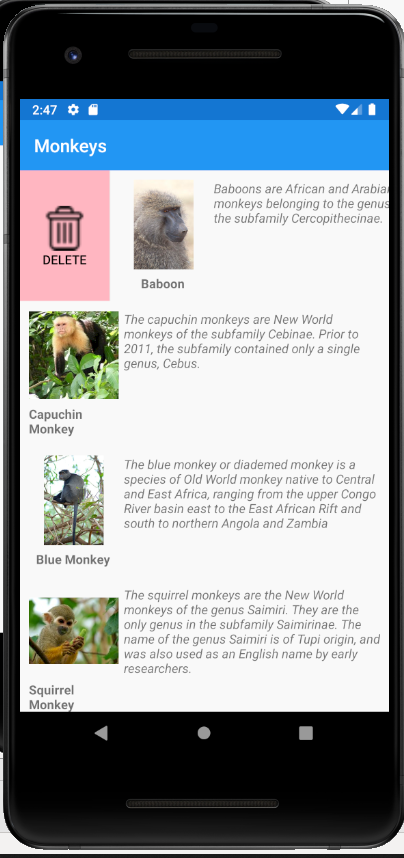 2:47
Monkeys
DELETE
Baboons are African and Arabian
monkeys belonging to the genus
the subfamily Cercopithecinae.
Baboon
The capuchin monkeys are New World
monkeys of the subfamily Cebinae. Prior to
2011, the subfamily contained only a single
genus, Cebus.
Capuchin
Monkey
The blue monkey or diademed monkey is a
species of Old World monkey native to Central
and East Africa, ranging from the upper Congo
River basin east to the East African Rift and
south to northern Angola and Zambia
Blue Monkey
The squirrel monkeys are the New World
monkeys of the genus Saimiri. They are the
only genus in the subfamily Saimirinae. The
name of the genus Saimiri is of Tupi origin, and
was also used as an English name by early
researchers.
Squirrel
Monkey